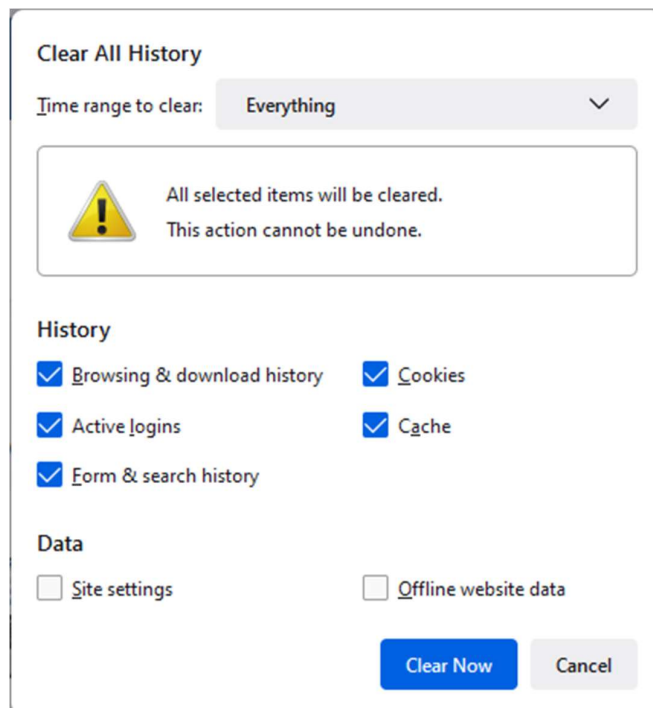 Clear All History
Time range to clear: Everything
All selected items will be cleared.
This action cannot be undone.
History
Browsing & download history Cookies
Active logins Cache
Form & search history
Data
Site settings Offline website data
Clear Now Cancel